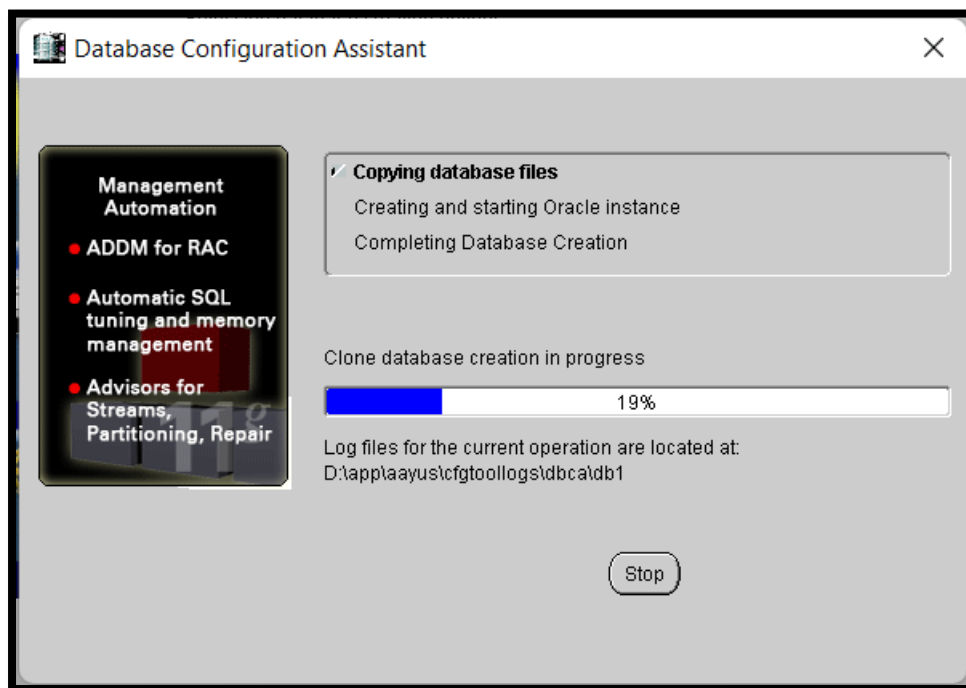 Database Configuration Assistant
Management
Automation
ADDM for RAC
Automatic SQL
tuning and memory
management
Advisors for
Streams,
Partitioning, Repair
11g
Copying database files
Creating and starting Oracle instance
Completing Database Creation
Clone database creation in progress
19%
Log files for the current operation are located at:
D:\app\aayus\cfgtoollogs\dbca\db1
Stop